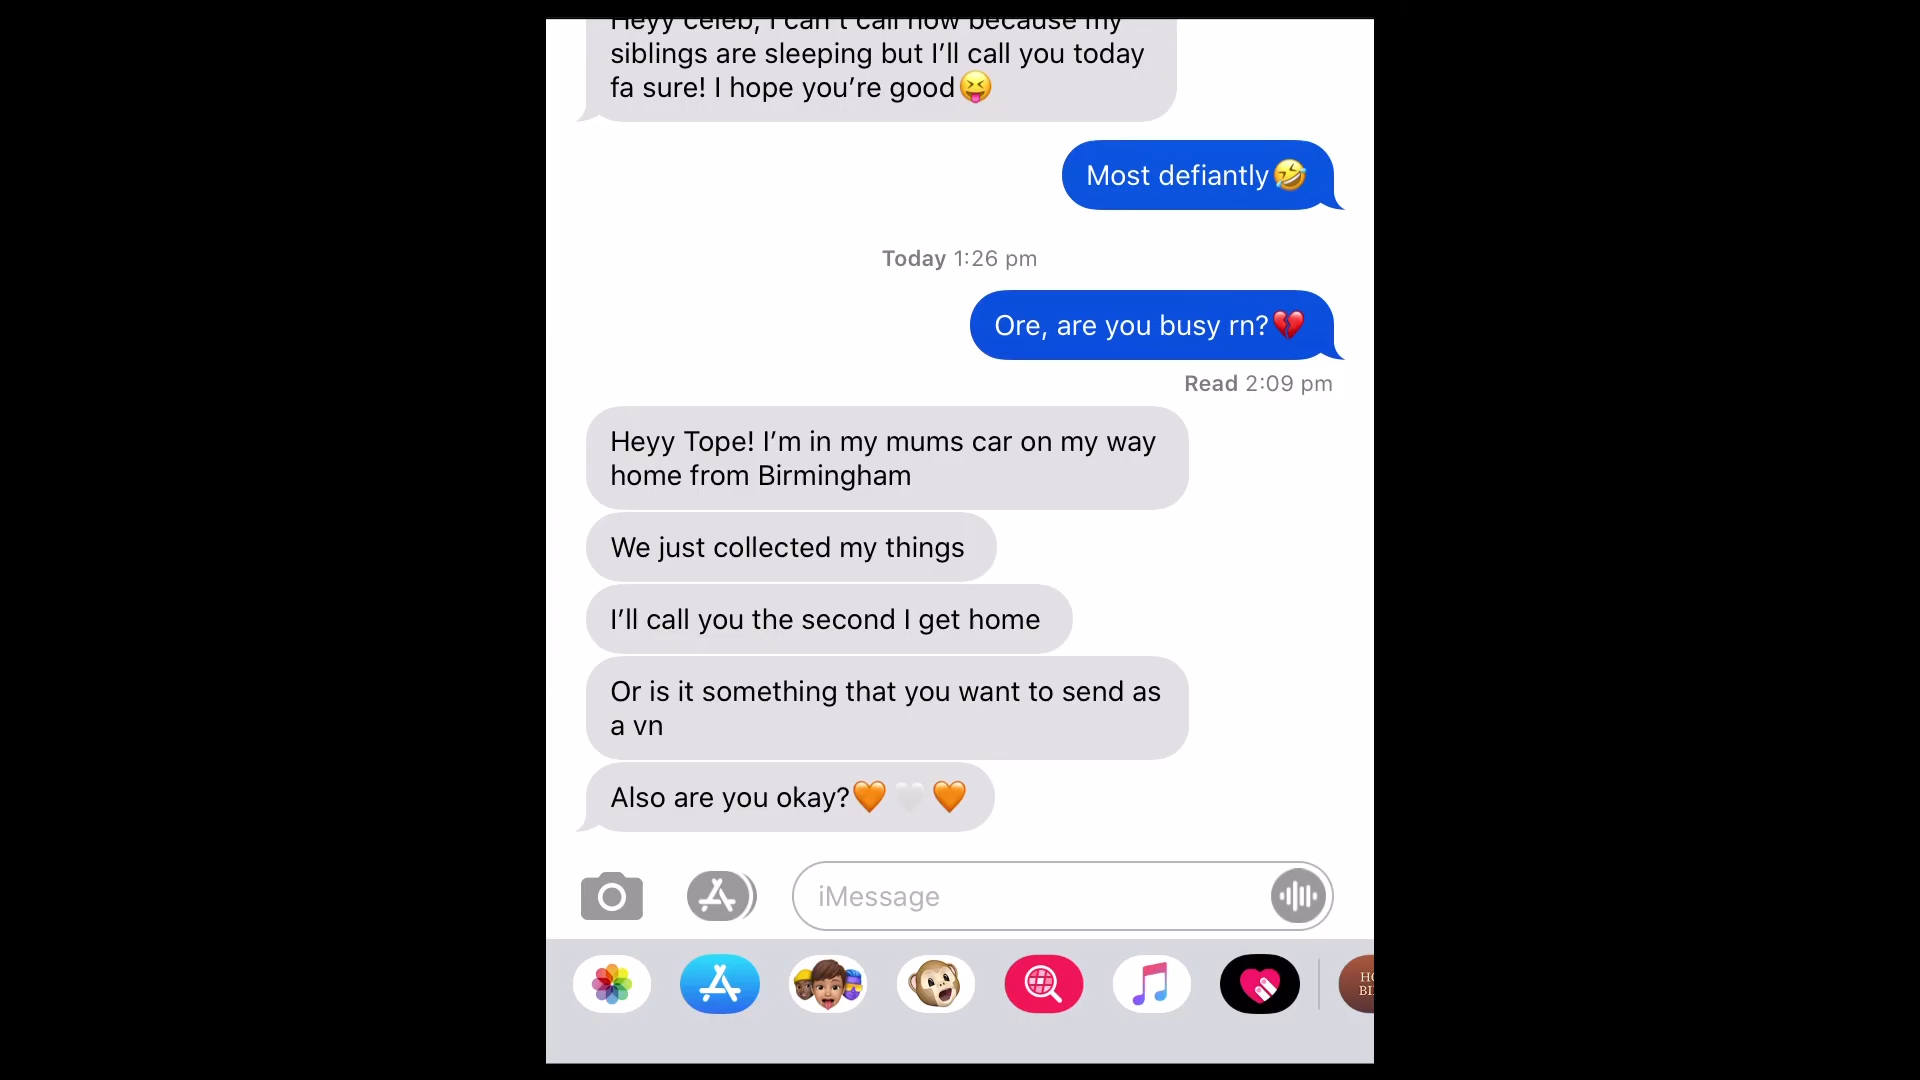 Heyy celeb, I can't call now because my
siblings are sleeping but I’ll call you today
fa sure! I hope you’re good😝
Most defiantly🤣
Today 1:26 pm
Ore, are you busy rn?💔
Read 2:09 pm
Heyy Tope! I’m in my mums car on my way
home from Birmingham
We just collected my things
I’ll call you the second I get home
Or is it something that you want to send as
a vn
Also are you okay?🧡🤍🧡
iMessage